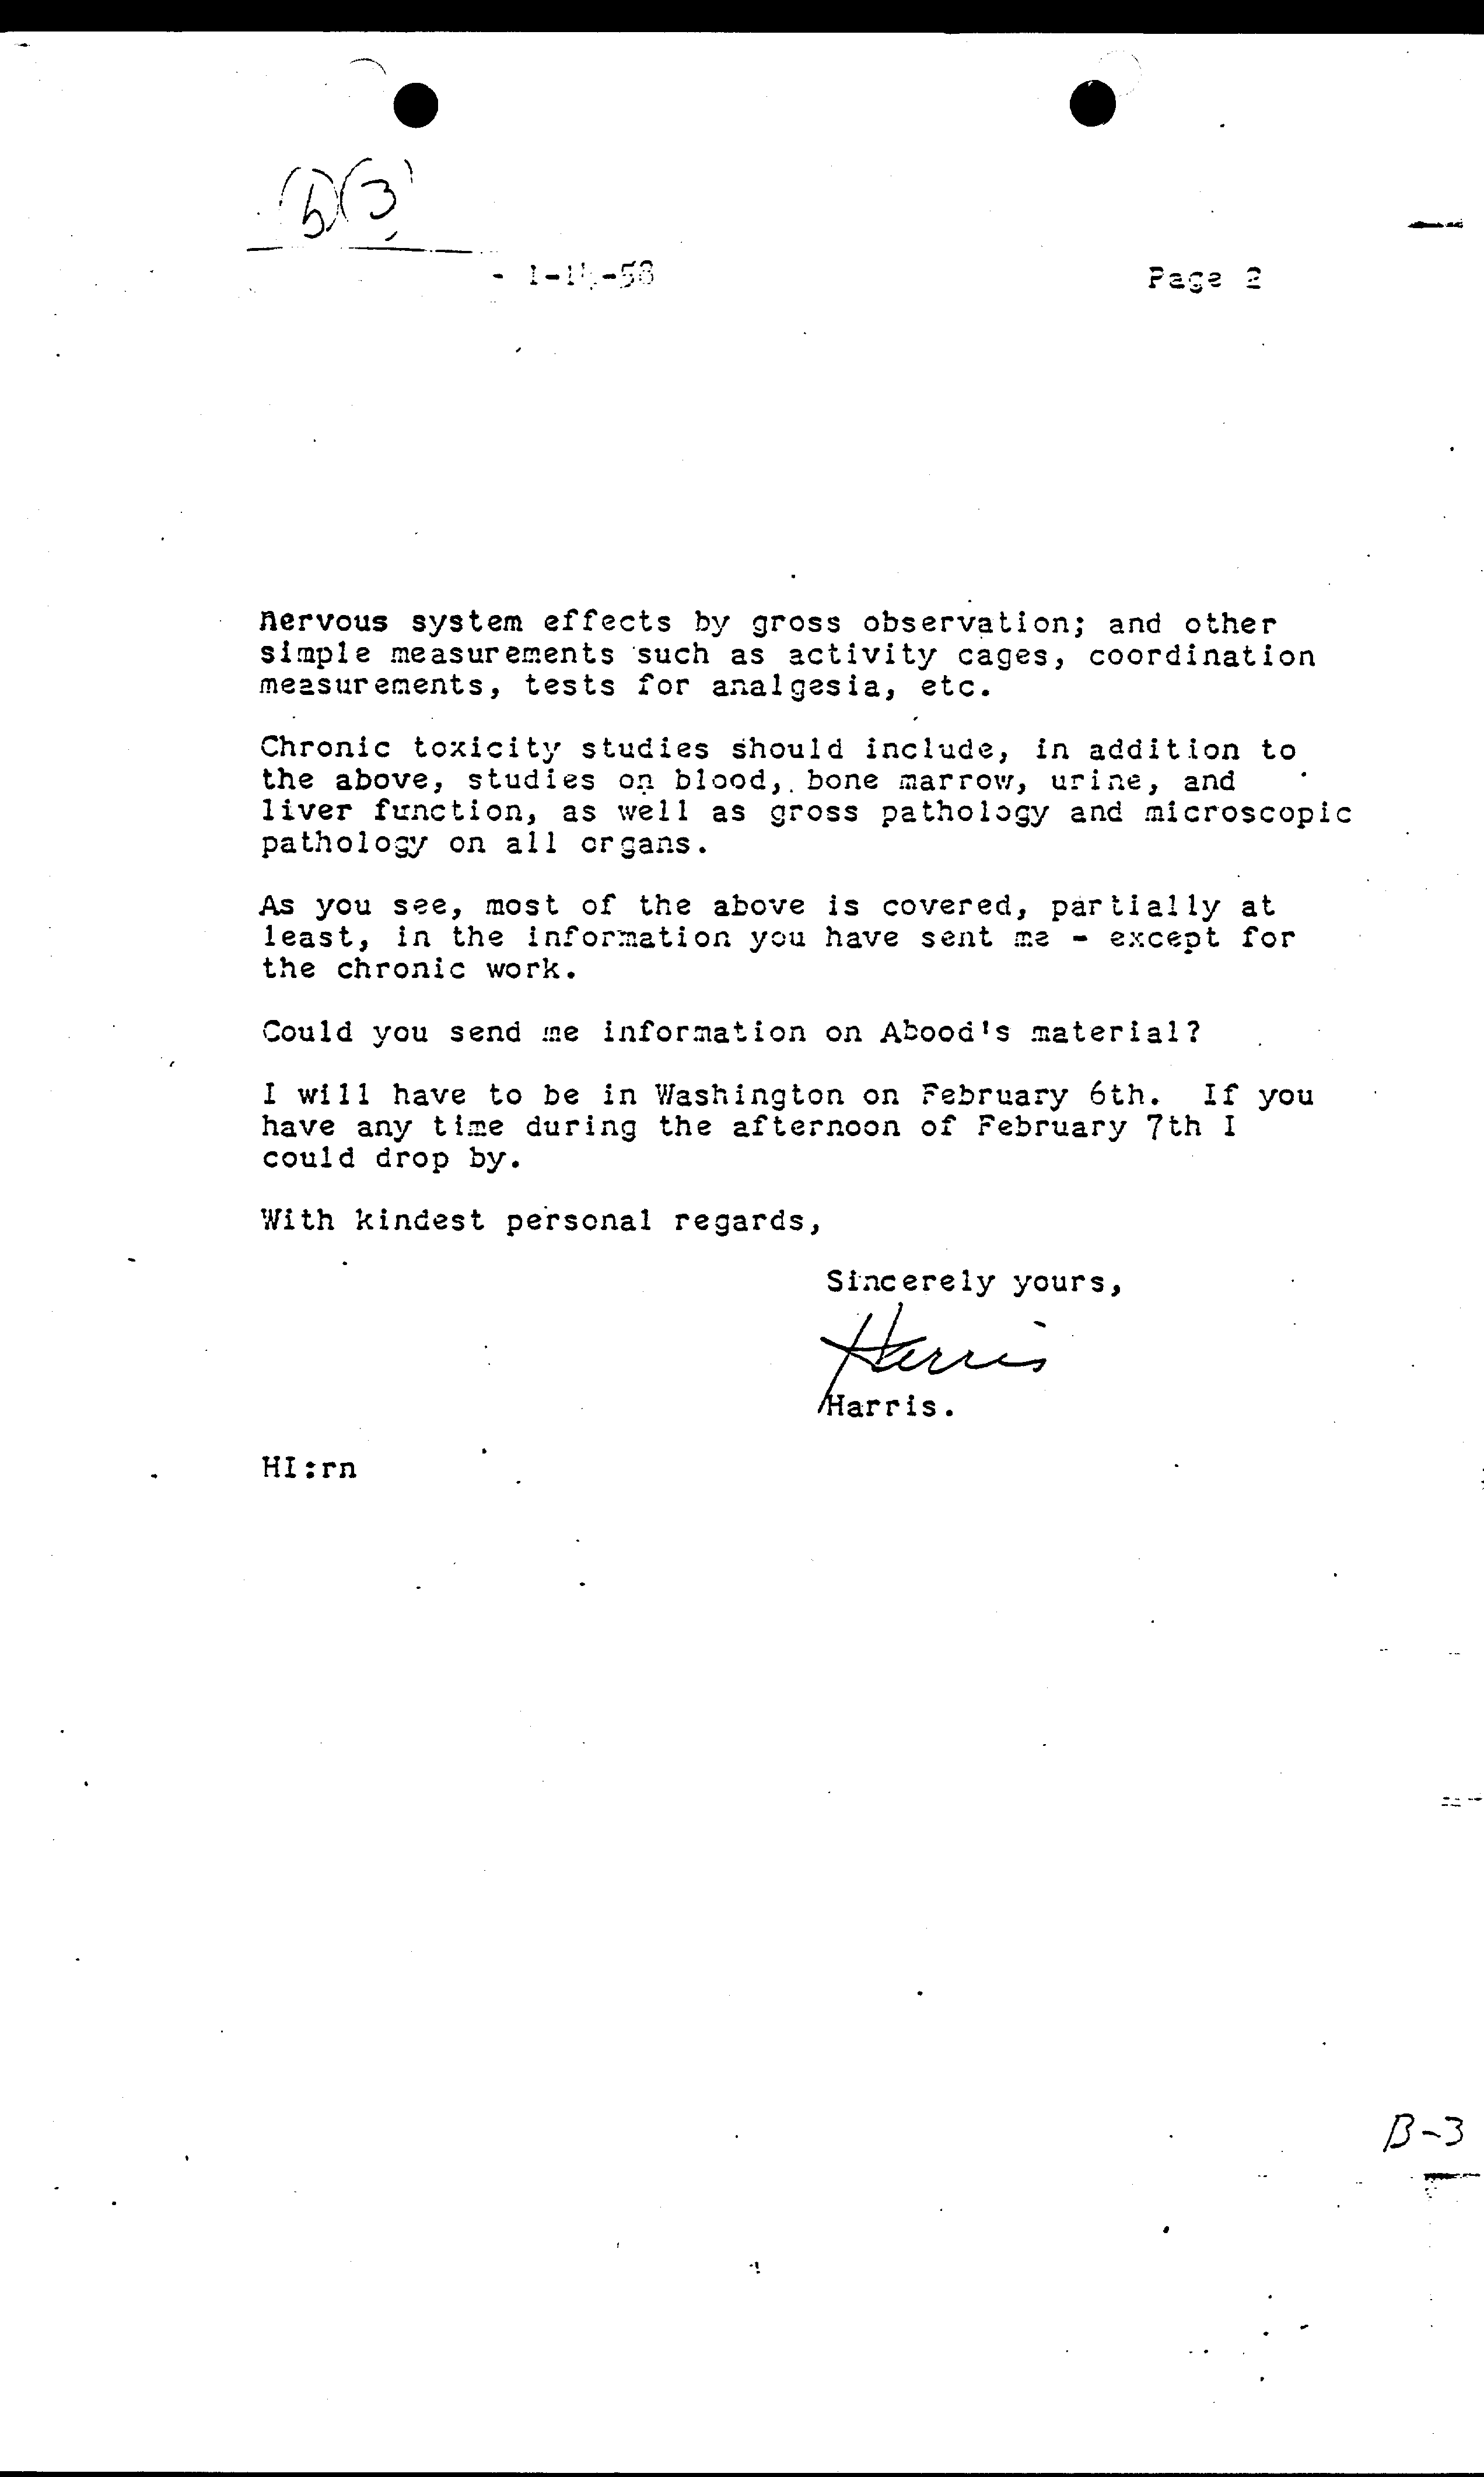 (b)(3)
- 1-14-58 Page 2
nervous system effects by gross observation; and other
simple measurements such as activity cages, coordination
measurements, tests for analgesia, etc.
Chronic toxicity studies should include, in addition to
the above, studies on blood, bone marrow, urine, and
liver function, as well as gross pathology and microscopic
pathology on all organs.
As you see, most of the above is covered, partially at
least, in the information you have sent me - except for
the chronic work.
Could you send me information on Abood's material?
I will have to be in Washington on February 6th. If you
have any time during the afternoon of February 7th I
could drop by.
With kindest personal regards,
Sincerely yours,
Harris
Harris.
HI:rn
B-3